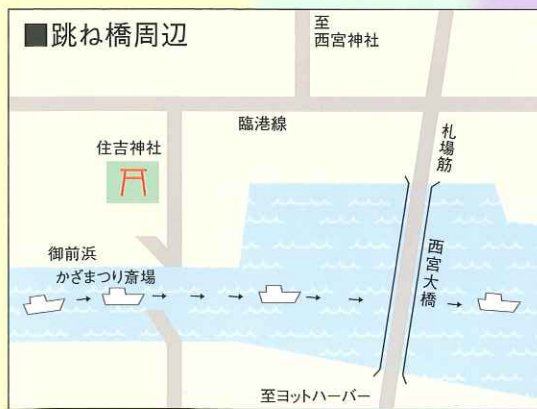 ■跳ね橋周辺
至
西宮神社
臨港線
札場筋
住吉神社
御前浜
かざまつり斎場
西宮大橋
至ヨットハーバー